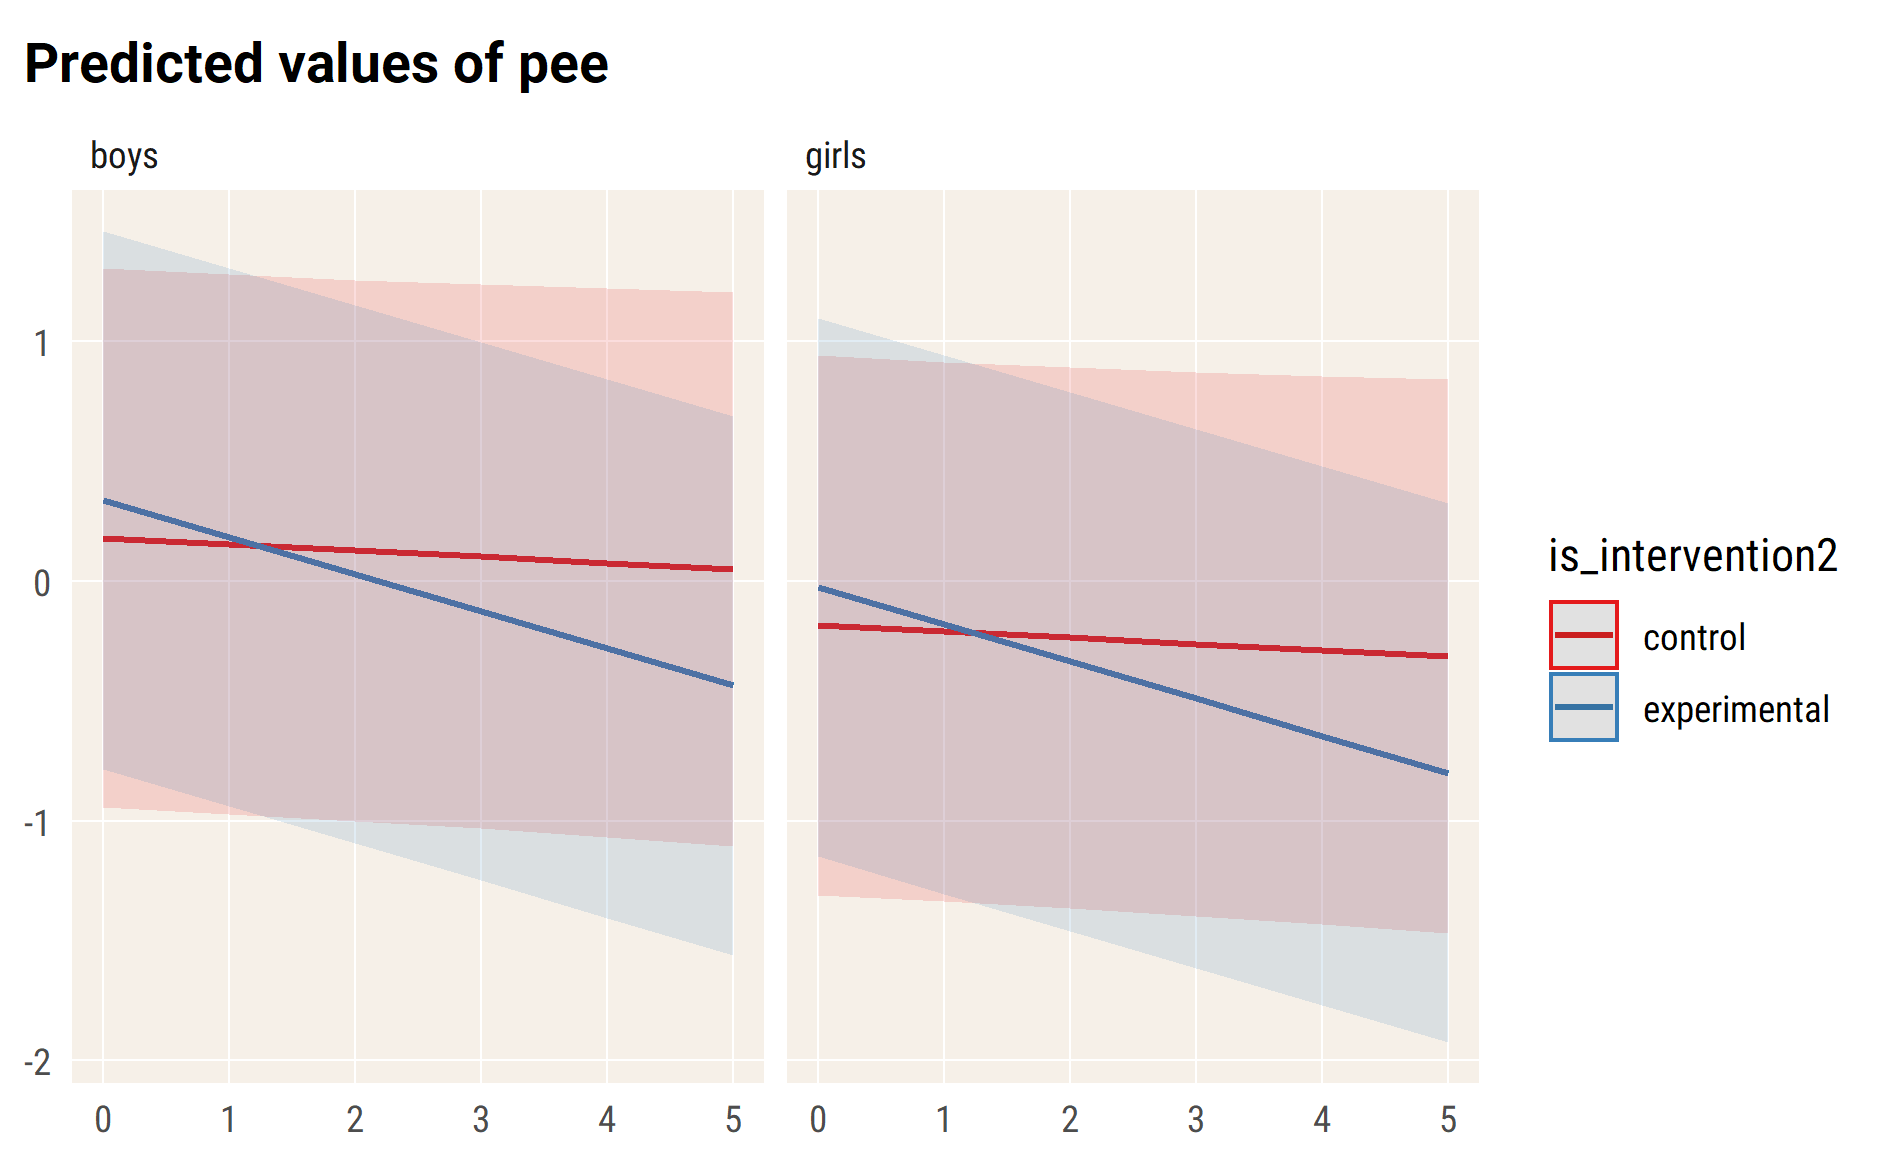 Predicted values of pee
boys
girls
1
0
-1
-2
0 1 2 3 4 5
0 1 2 3 4 5
is_intervention2
control
experimental